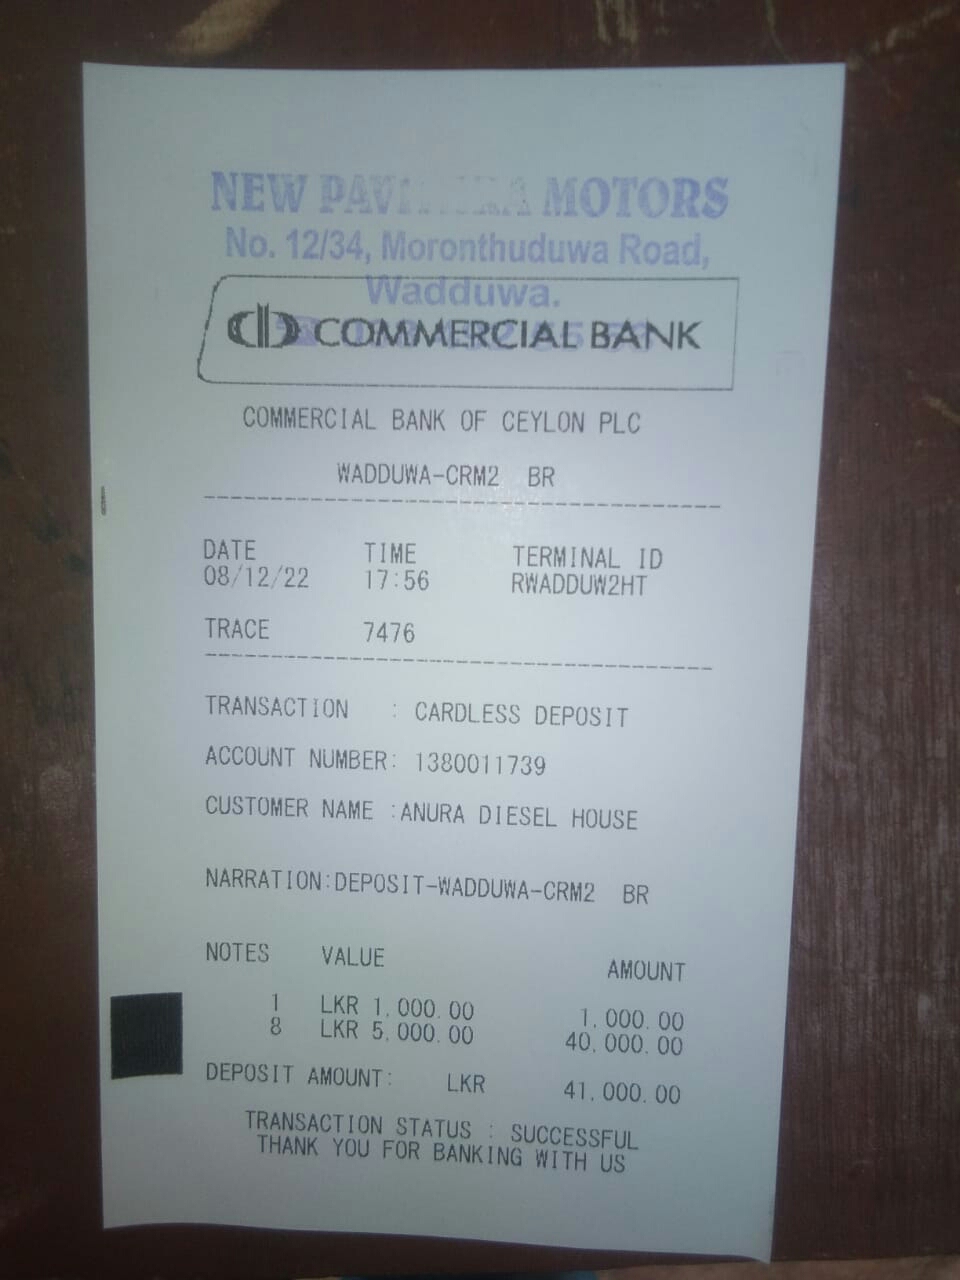 NEW MOTORS
No. 12/34, Moronthuduwa Road,
Wadduwa.
COMMERCIAL BANK
COMMERCIAL BANK OF CEYLON PLC
WADDUWA-CRM2 BR
DATE TIME TERMINAL ID
08/12/22 17:56 RWADDUW2HT
TRACE 7476
TRANSACTION : CARDLESS DEPOSIT
ACCOUNT NUMBER: 1380011739
CUSTOMER NAME :ANURA DIESEL HOUSE
NARRATION:DEPOSIT-WADDUWA-CRM2 BR
NOTES VALUE AMOUNT
1 LKR 1,000.00 1,000.00
8 LKR 5,000.00 40,000.00
DEPOSIT AMOUNT: LKR 41,000.00
TRANSACTION STATUS : SUCCESSFUL
THANK YOU FOR BANKING WITH US